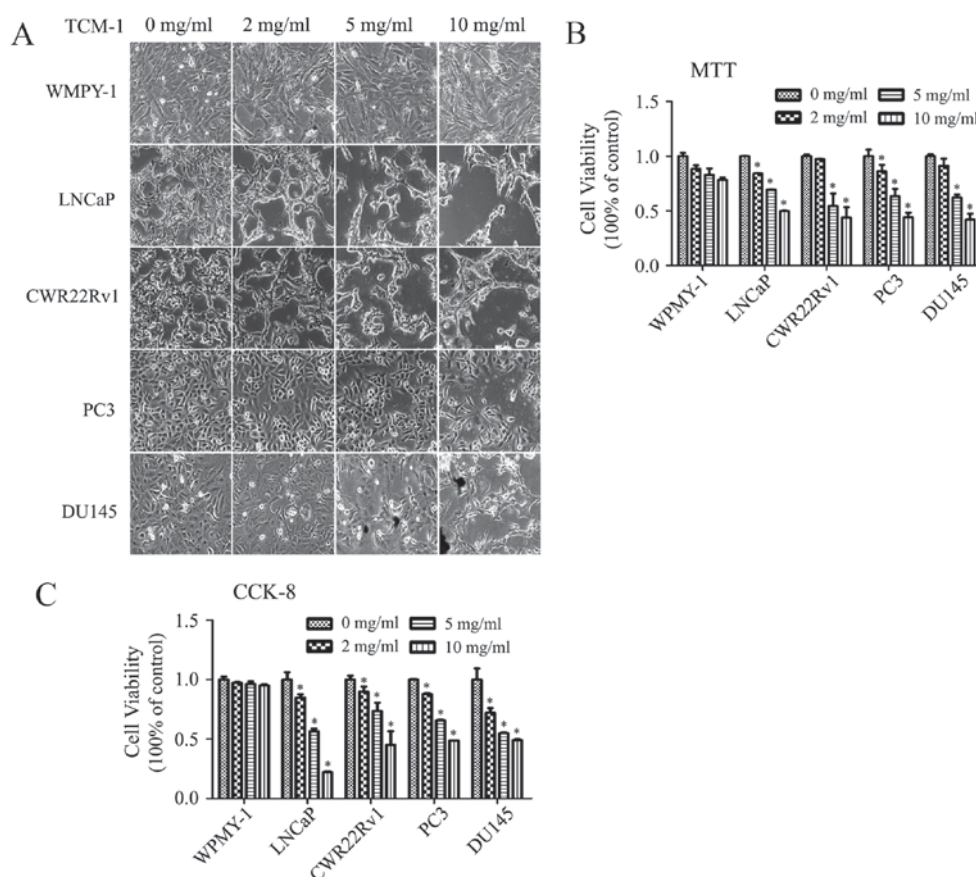 A
TCM-1 0 mg/ml 2 mg/ml 5 mg/ml 10 mg/ml
WMPY-1
LNCaP
CWR22Rv1
PC3
DU145
B
MTT
0 mg/ml 5 mg/ml
2 mg/ml 10 mg/ml
Cell Viability
(100% of control)
1.5
1.0
0.5
0.0
* * * * * * * * * * *
WPMY-1 LNCaP CWR22Rv1 PC3 DU145
C
CCK-8
0 mg/ml 5 mg/ml
2 mg/ml 10 mg/ml
Cell Viability
(100% of control)
1.5
1.0
0.5
0.0
* * * * * * * * * * * *
WPMY-1 LNCaP CWR22Rv1 PC3 DU145